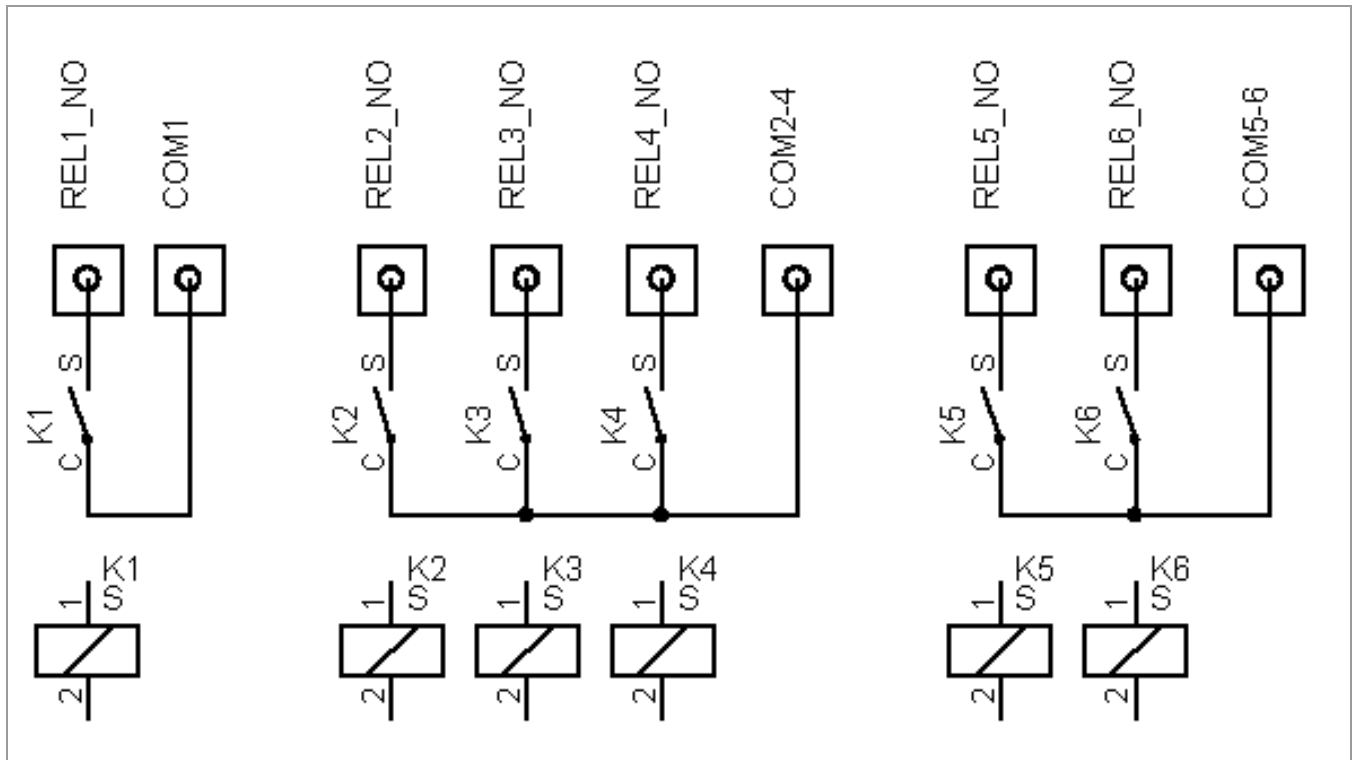 REL1_NO
COM1
REL2_NO
REL3_NO
REL4_NO
COM2-4
REL5_NO
REL6_NO
COM5-6
S
S
S
S
S
S
K1
K2
K3
K4
K5
K6
C
C
C
C
C
C
K1
K2
K3
K4
K5
K6
1 S
1 S
1 S
1 S
1 S
1 S
2
2
2
2
2
2